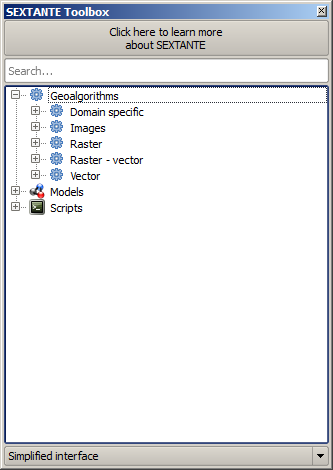 SEXTANTE Toolbox
Click here to learn more
about SEXTANTE
Search...
Geoalgorithms
Domain specific
Images
Raster
Raster - vector
Vector
Models
Scripts
Simplified interface